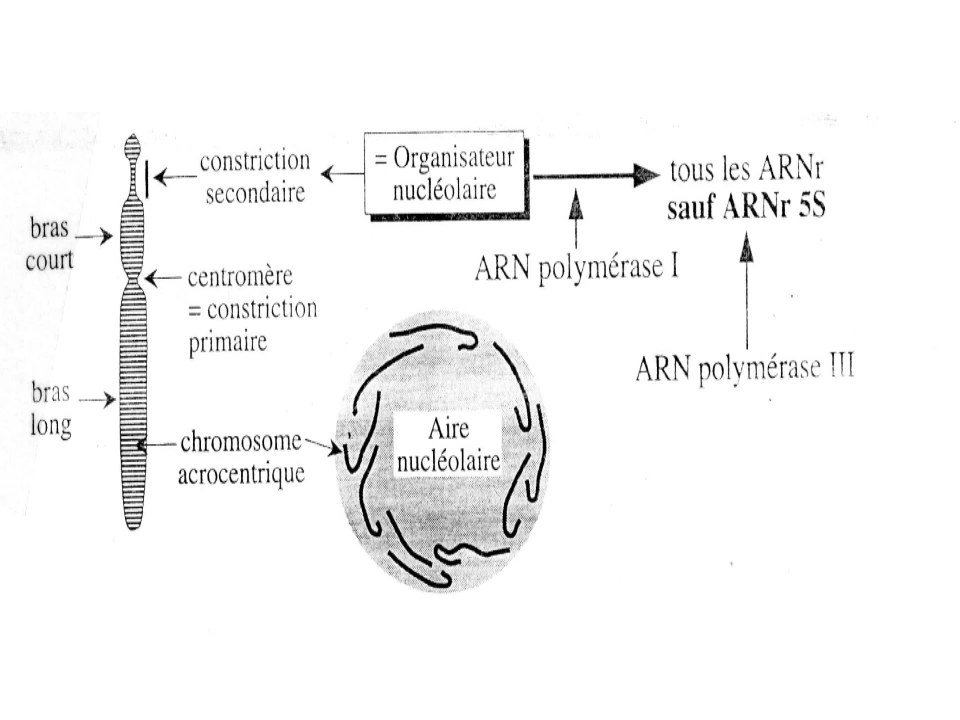 constriction
secondaire
= Organisateur
nucléolaire
tous les ARNr
sauf ARNr 5S
bras
court
ARN polymérase I
centromère
= constriction
primaire
ARN polymérase III
bras
long
chromosome
acrocentrique
Aire
nucléolaire